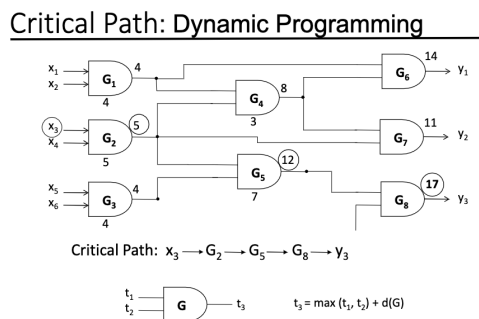 Critical Path: Dynamic Programming
x1 4 14
x2 G1 G6 y1
4 8
G4
x3 5 3 11
x4 G2 G7 y2
5 12
G5 17
x5 4 7
x6 G3 G8 y3
4
Critical Path: x3 → G2 → G5 → G8 → y3
t1
t2 G t3 t3 = max (t1, t2) + d(G)